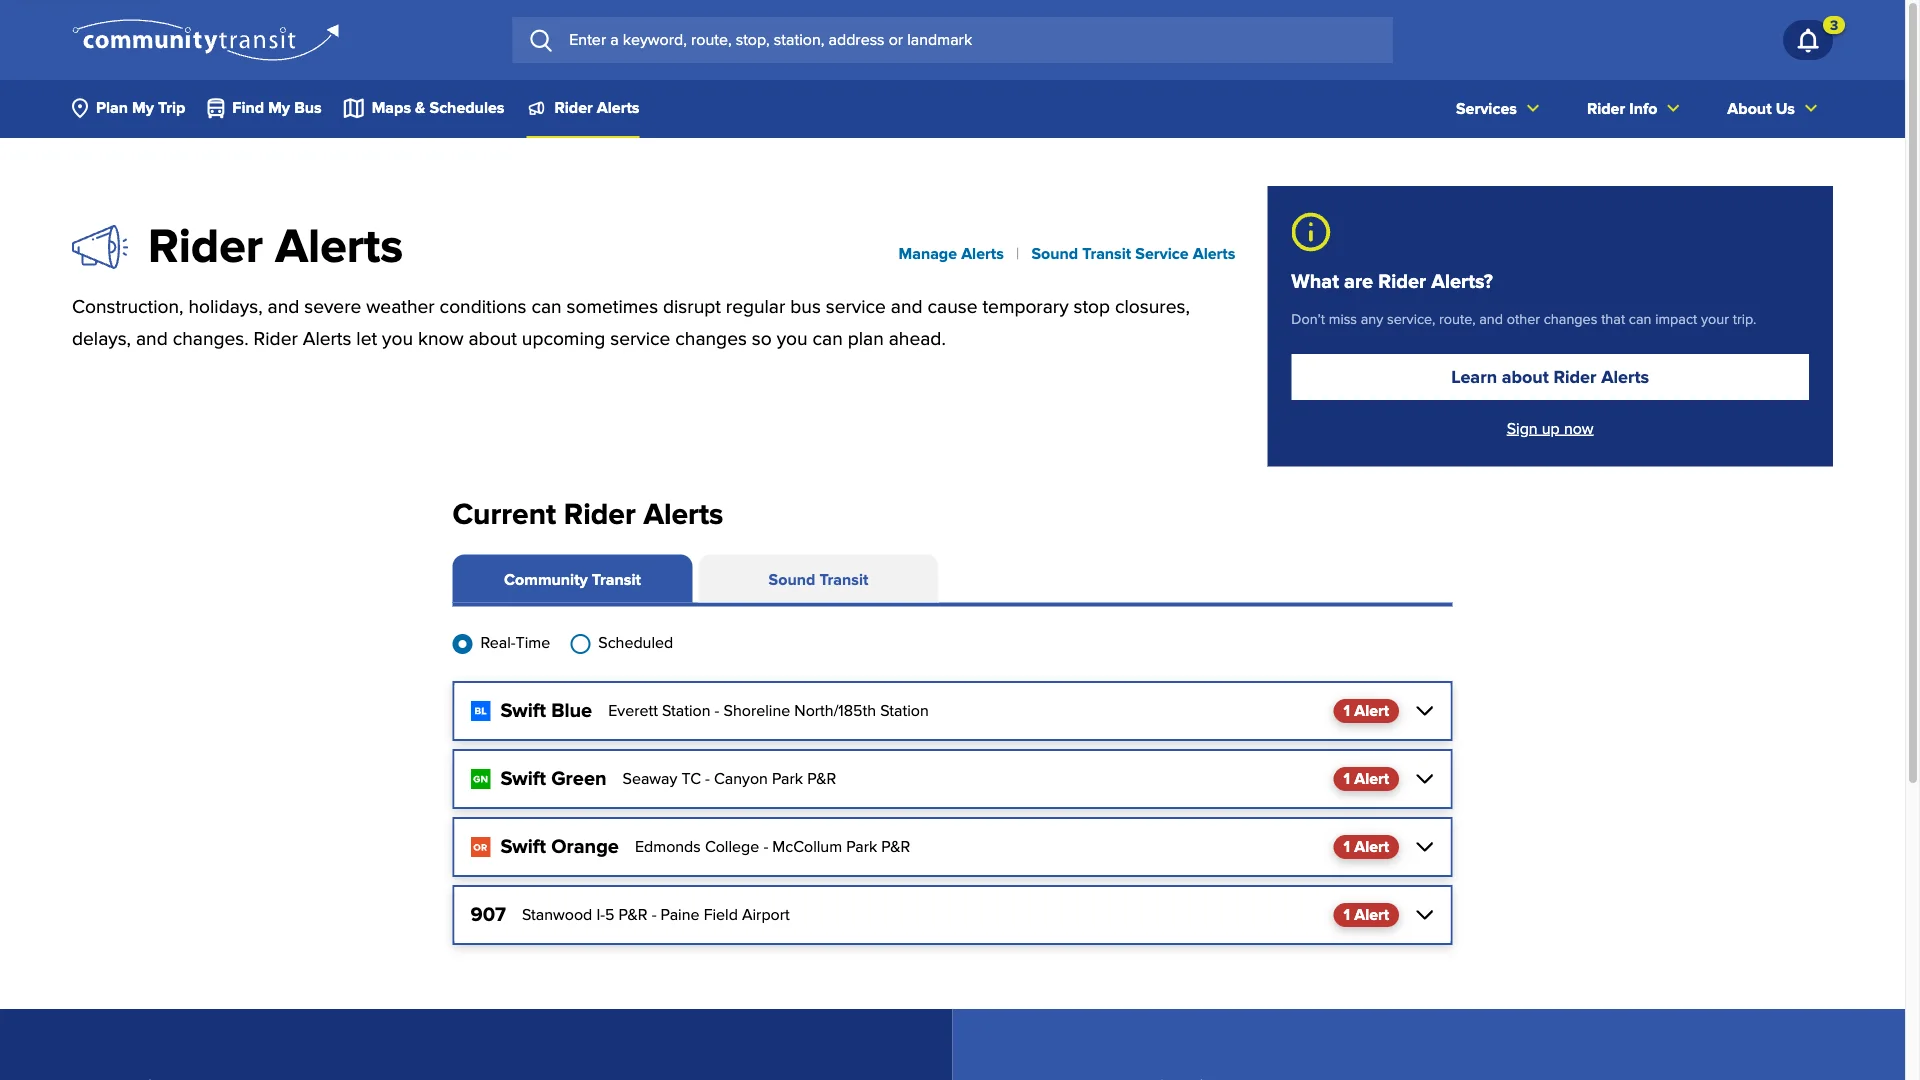 communitytransit
Enter a keyword, route, stop, station, address or landmark
3
Plan My Trip
Find My Bus
Maps & Schedules
Rider Alerts
Services
Rider Info
About Us
Rider Alerts
Manage Alerts | Sound Transit Service Alerts
Construction, holidays, and severe weather conditions can sometimes disrupt regular bus service and cause temporary stop closures,
delays, and changes. Rider Alerts let you know about upcoming service changes so you can plan ahead.
What are Rider Alerts?
Don't miss any service, route, and other changes that can impact your trip.
Learn about Rider Alerts
Sign up now
Current Rider Alerts
Community Transit
Sound Transit
Real-Time
Scheduled
BL Swift Blue Everett Station - Shoreline North/185th Station 1 Alert
GN Swift Green Seaway TC - Canyon Park P&R 1 Alert
OR Swift Orange Edmonds College - McCollum Park P&R 1 Alert
907 Stanwood I-5 P&R - Paine Field Airport 1 Alert